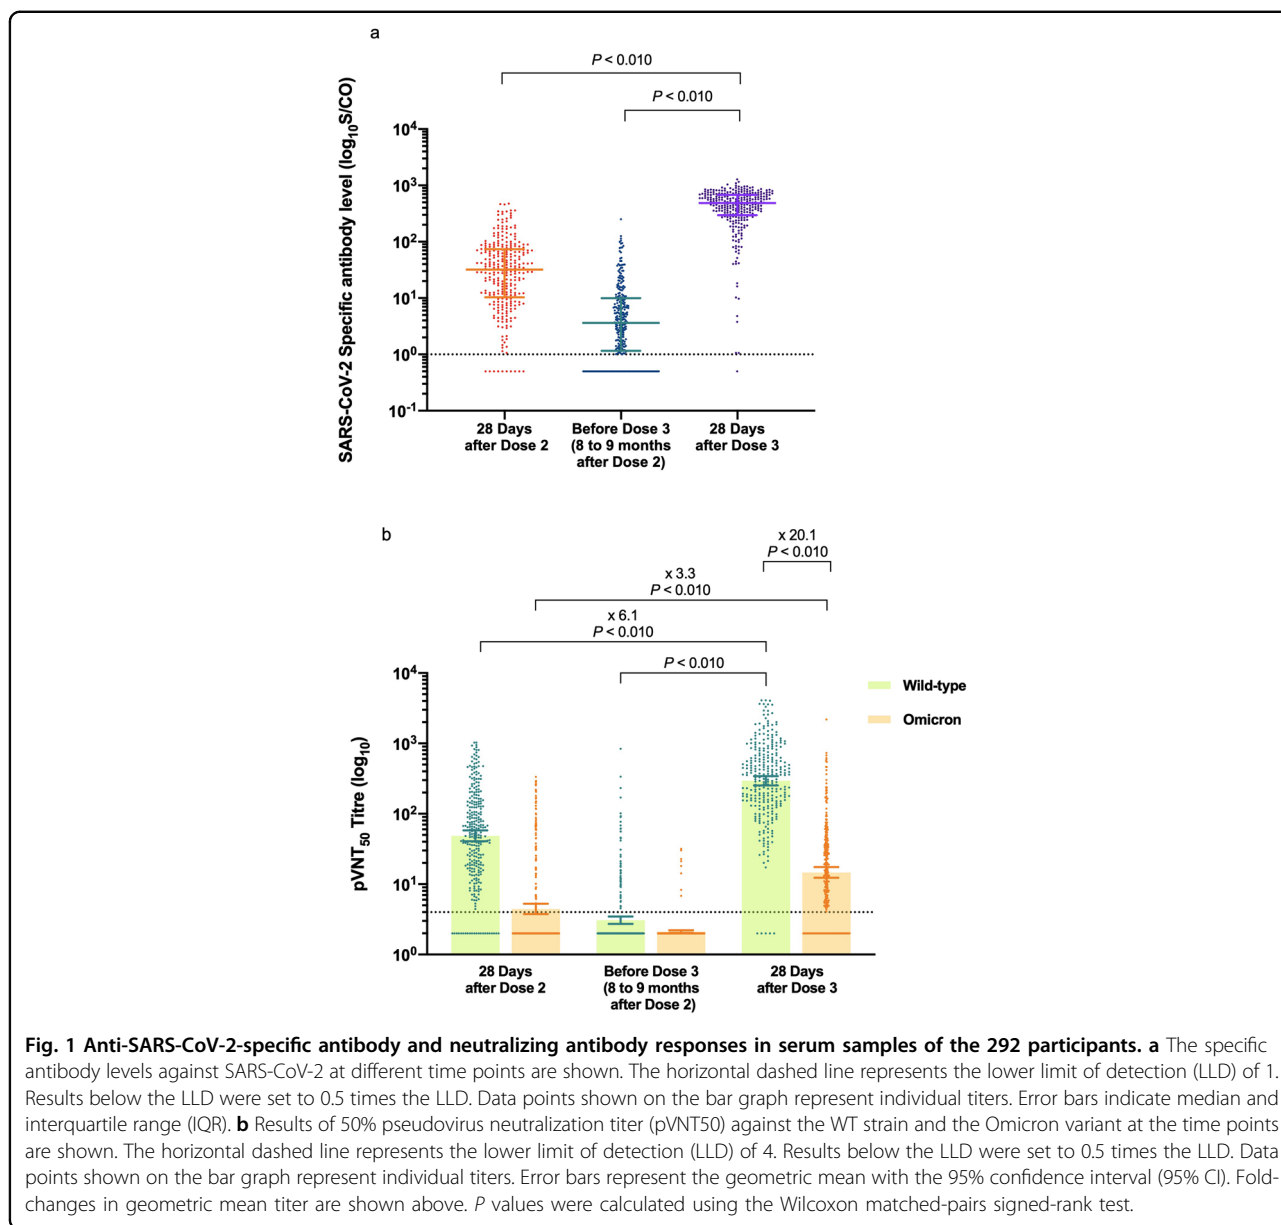 a
P < 0.010
P < 0.010
SARS-CoV-2 Specific antibody level (log10S/CO)
10^4
10^3
10^2
10^1
10^0
10^-1
28 Days
after Dose 2
Before Dose 3
(8 to 9 months
after Dose 2)
28 Days
after Dose 3
b
x 20.1
P < 0.010
x 3.3
P < 0.010
x 6.1
P < 0.010
P < 0.010
pVNT50 Titre (log10)
10^4
10^3
10^2
10^1
10^0
Wild-type
Omicron
28 Days
after Dose 2
Before Dose 3
(8 to 9 months
after Dose 2)
28 Days
after Dose 3
Fig. 1 Anti-SARS-CoV-2-specific antibody and neutralizing antibody responses in serum samples of the 292 participants. a The specific
antibody levels against SARS-CoV-2 at different time points are shown. The horizontal dashed line represents the lower limit of detection (LLD) of 1.
Results below the LLD were set to 0.5 times the LLD. Data points shown on the bar graph represent individual titers. Error bars indicate median and
interquartile range (IQR). b Results of 50% pseudovirus neutralization titer (pVNT50) against the WT strain and the Omicron variant at the time points
are shown. The horizontal dashed line represents the lower limit of detection (LLD) of 4. Results below the LLD were set to 0.5 times the LLD. Data
points shown on the bar graph represent individual titers. Error bars represent the geometric mean with the 95% confidence interval (95% CI). Fold-
changes in geometric mean titer are shown above. P values were calculated using the Wilcoxon matched-pairs signed-rank test.